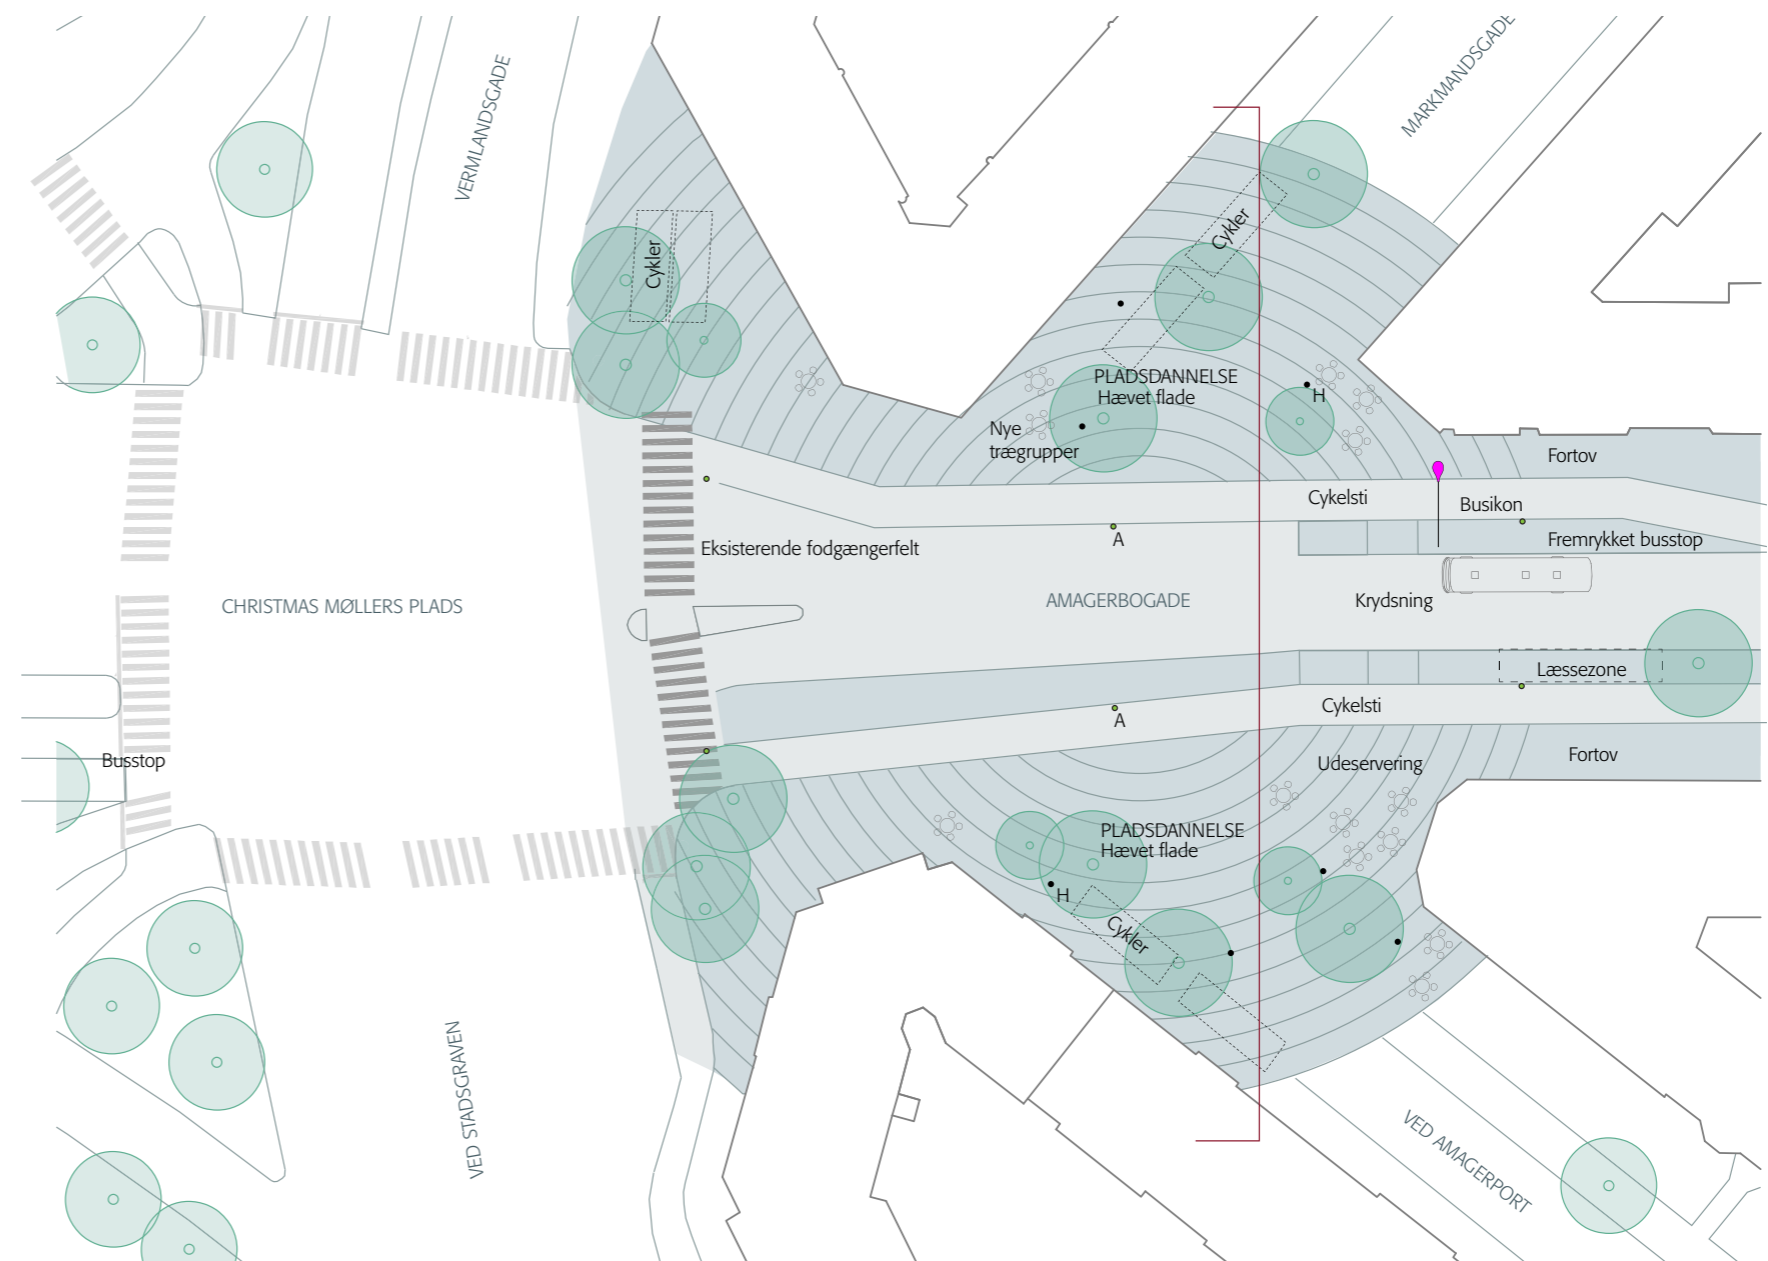 MARKMANDSGADE
VERMLANDSGADE
Cykler
Cykler
PLADSDANNELSE
Hævet flade
H
Nye
trægrupper
Fortov
Cykelsti
Busikon
A
Eksisterende fodgængerfelt
Fremrykket busstop
CHRISTMAS MØLLERS PLADS
AMAGERBOGADE
Krydsning
Læssezone
Cykelsti
A
Busstop
Udeservering
Fortov
PLADSDANNELSE
Hævet flade
H
Cykler
VED STADSGRAVEN
VED AMAGERPORT